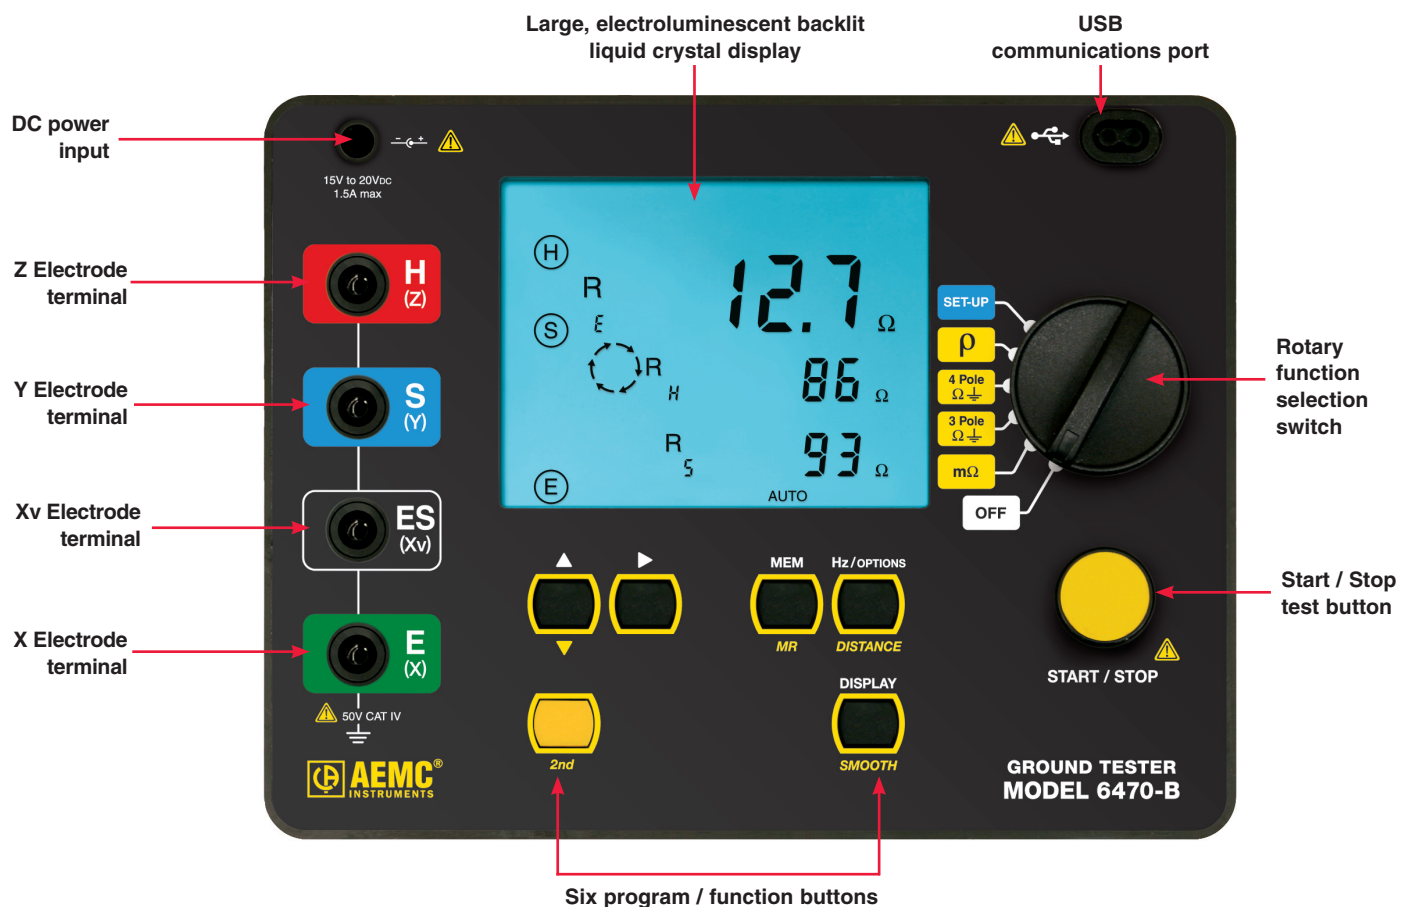 Large, electroluminescent backlit
liquid crystal display
USB
communications port
DC power
input
15V to 20VDC
1.5A max
Z Electrode
terminal
H
(Z)
Y Electrode
terminal
S
(Y)
Xv Electrode
terminal
ES
(Xv)
X Electrode
terminal
E
(X)
50V CAT IV
AEMC®
INSTRUMENTS
H
R
E
12.7 Ω
S
R
H
86 Ω
R
S
93 Ω
E
AUTO
SET-UP
ρ
4 Pole
Ω
3 Pole
Ω
mΩ
OFF
Rotary
function
selection
switch
MEM
Hz/OPTIONS
MR
DISTANCE
DISPLAY
2nd
SMOOTH
Start / Stop
test button
START / STOP
GROUND TESTER
MODEL 6470-B
Six program / function buttons